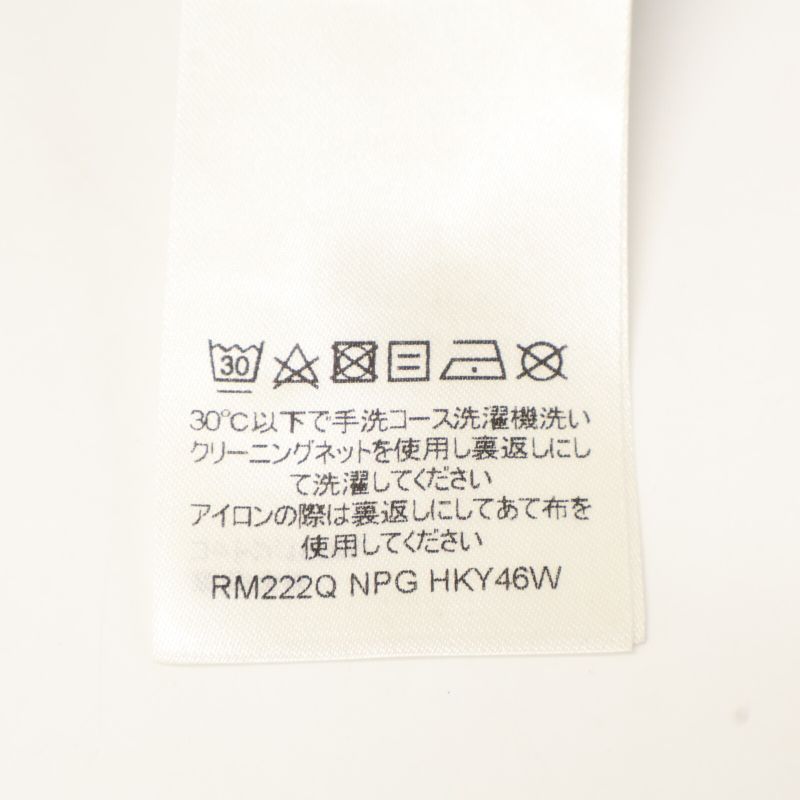 30
30℃以下で手洗コース洗濯機洗い
クリーニングネットを使用し裏返しにし
て洗濯してください
アイロンの際は裏返しにしてあて布を
使用してください
RM222Q NPG HKY46W